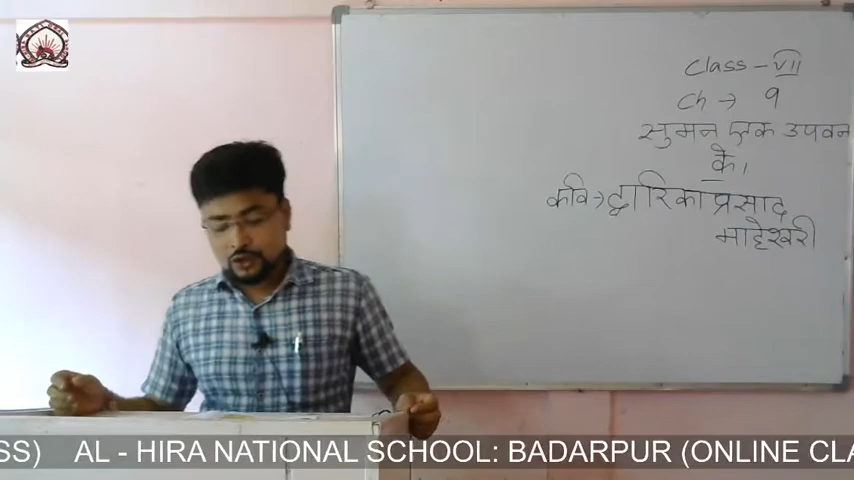 Class - VII
Ch → 9
सुमन एक उपवन
के।
कवि → द्वारिका प्रसाद
माहेश्वरी
SS) AL - HIRA NATIONAL SCHOOL: BADARPUR (ONLINE CLA